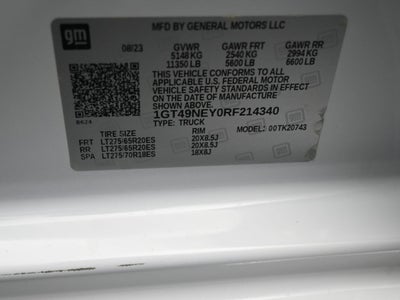 gm
MFD BY GENERAL MOTORS LLC
08/23 GVWR GAWR FRT GAWR RR
5148 KG 2540 KG 2994 KG
11350 LB 5600 LB 6600 LB
THIS VEHICLE CONFORMS TO ALL
APPLICABLE U.S. FEDERAL MOTOR
VEHICLE SAFETY STANDARDS IN EFFECT
ON THE DATE OF MANUFACTURE SHOWN ABOVE.
1GT49NEY0RF214340
TYPE: TRUCK MODEL: 00TK20743
TIRE SIZE RIM
FRT LT275/65R20ES 20X8.5J
RR LT275/65R20ES 20X8.5J
SPA LT275/70R18ES 18X8J